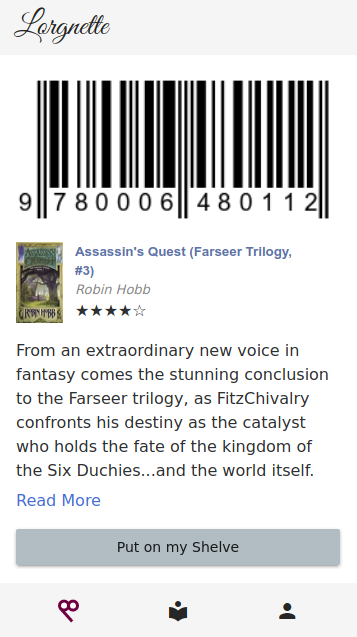 Lorgnette
9 780006 480112
Assassin's Quest (Farseer Trilogy,
#3)
Robin Hobb
★★★★☆
ROBIN HOBB
From an extraordinary new voice in
fantasy comes the stunning conclusion
to the Farseer trilogy, as FitzChivalry
confronts his destiny as the catalyst
who holds the fate of the kingdom of
the Six Duchies...and the world itself.
Read More
Put on my Shelve